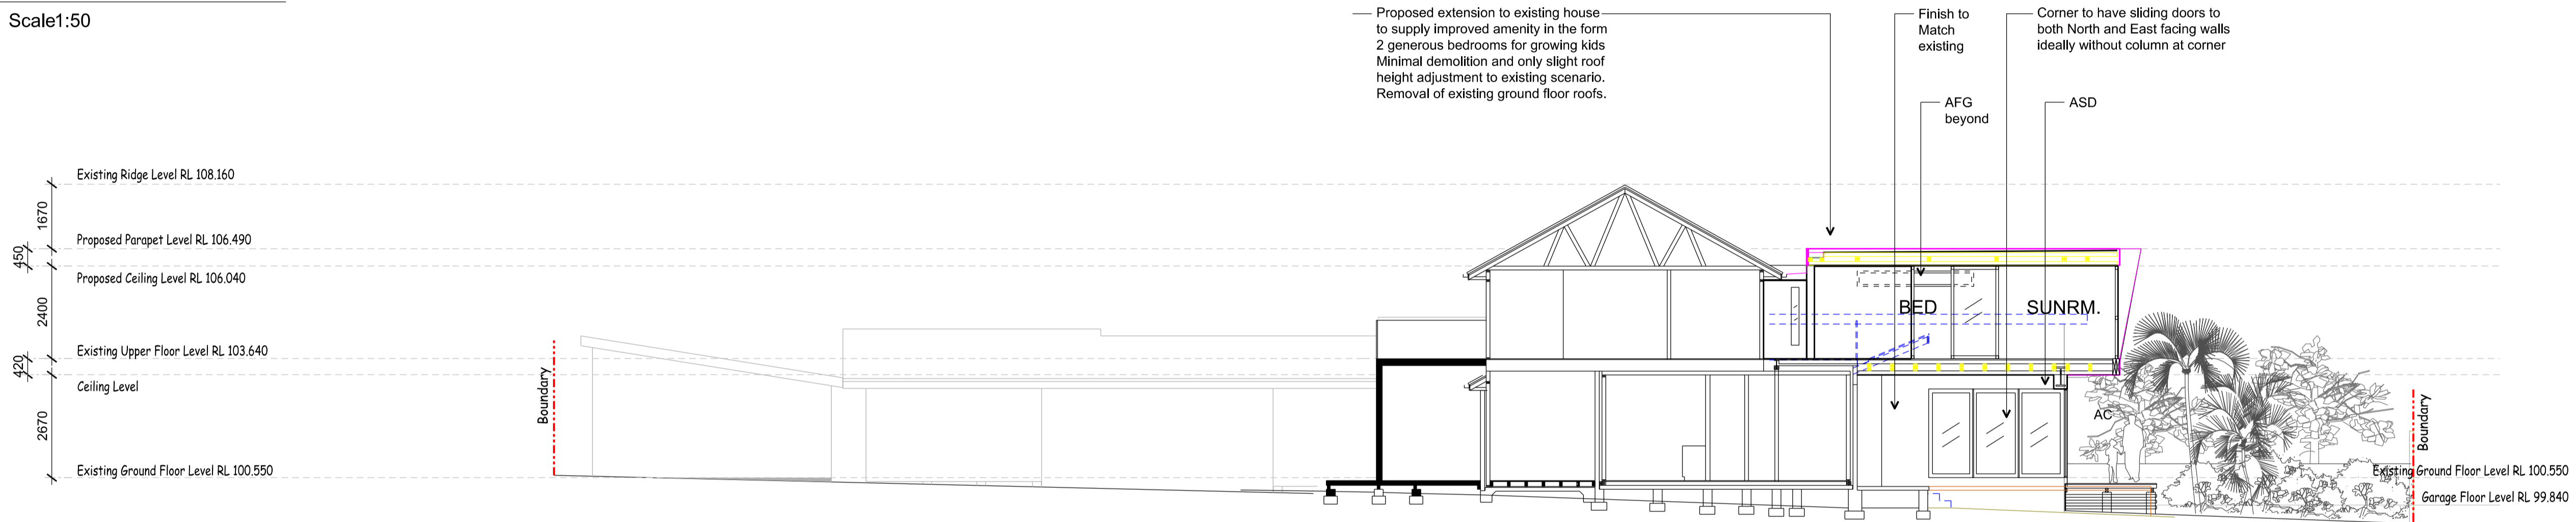 Scale1:50
Proposed extension to existing house
to supply improved amenity in the form
2 generous bedrooms for growing kids
Minimal demolition and only slight roof
height adjustment to existing scenario.
Removal of existing ground floor roofs.
Finish to
Match
existing
Corner to have sliding doors to
both North and East facing walls
ideally without column at corner
AFG
beyond
ASD
Existing Ridge Level RL 108.160
1670
Proposed Parapet Level RL 106.490
450
Proposed Ceiling Level RL 106.040
2400
Existing Upper Floor Level RL 103.640
420
Ceiling Level
2670
Existing Ground Floor Level RL 100.550
Boundary
BED
SUNRM.
AC
Boundary
Existing Ground Floor Level RL 100.550
Garage Floor Level RL 99.840